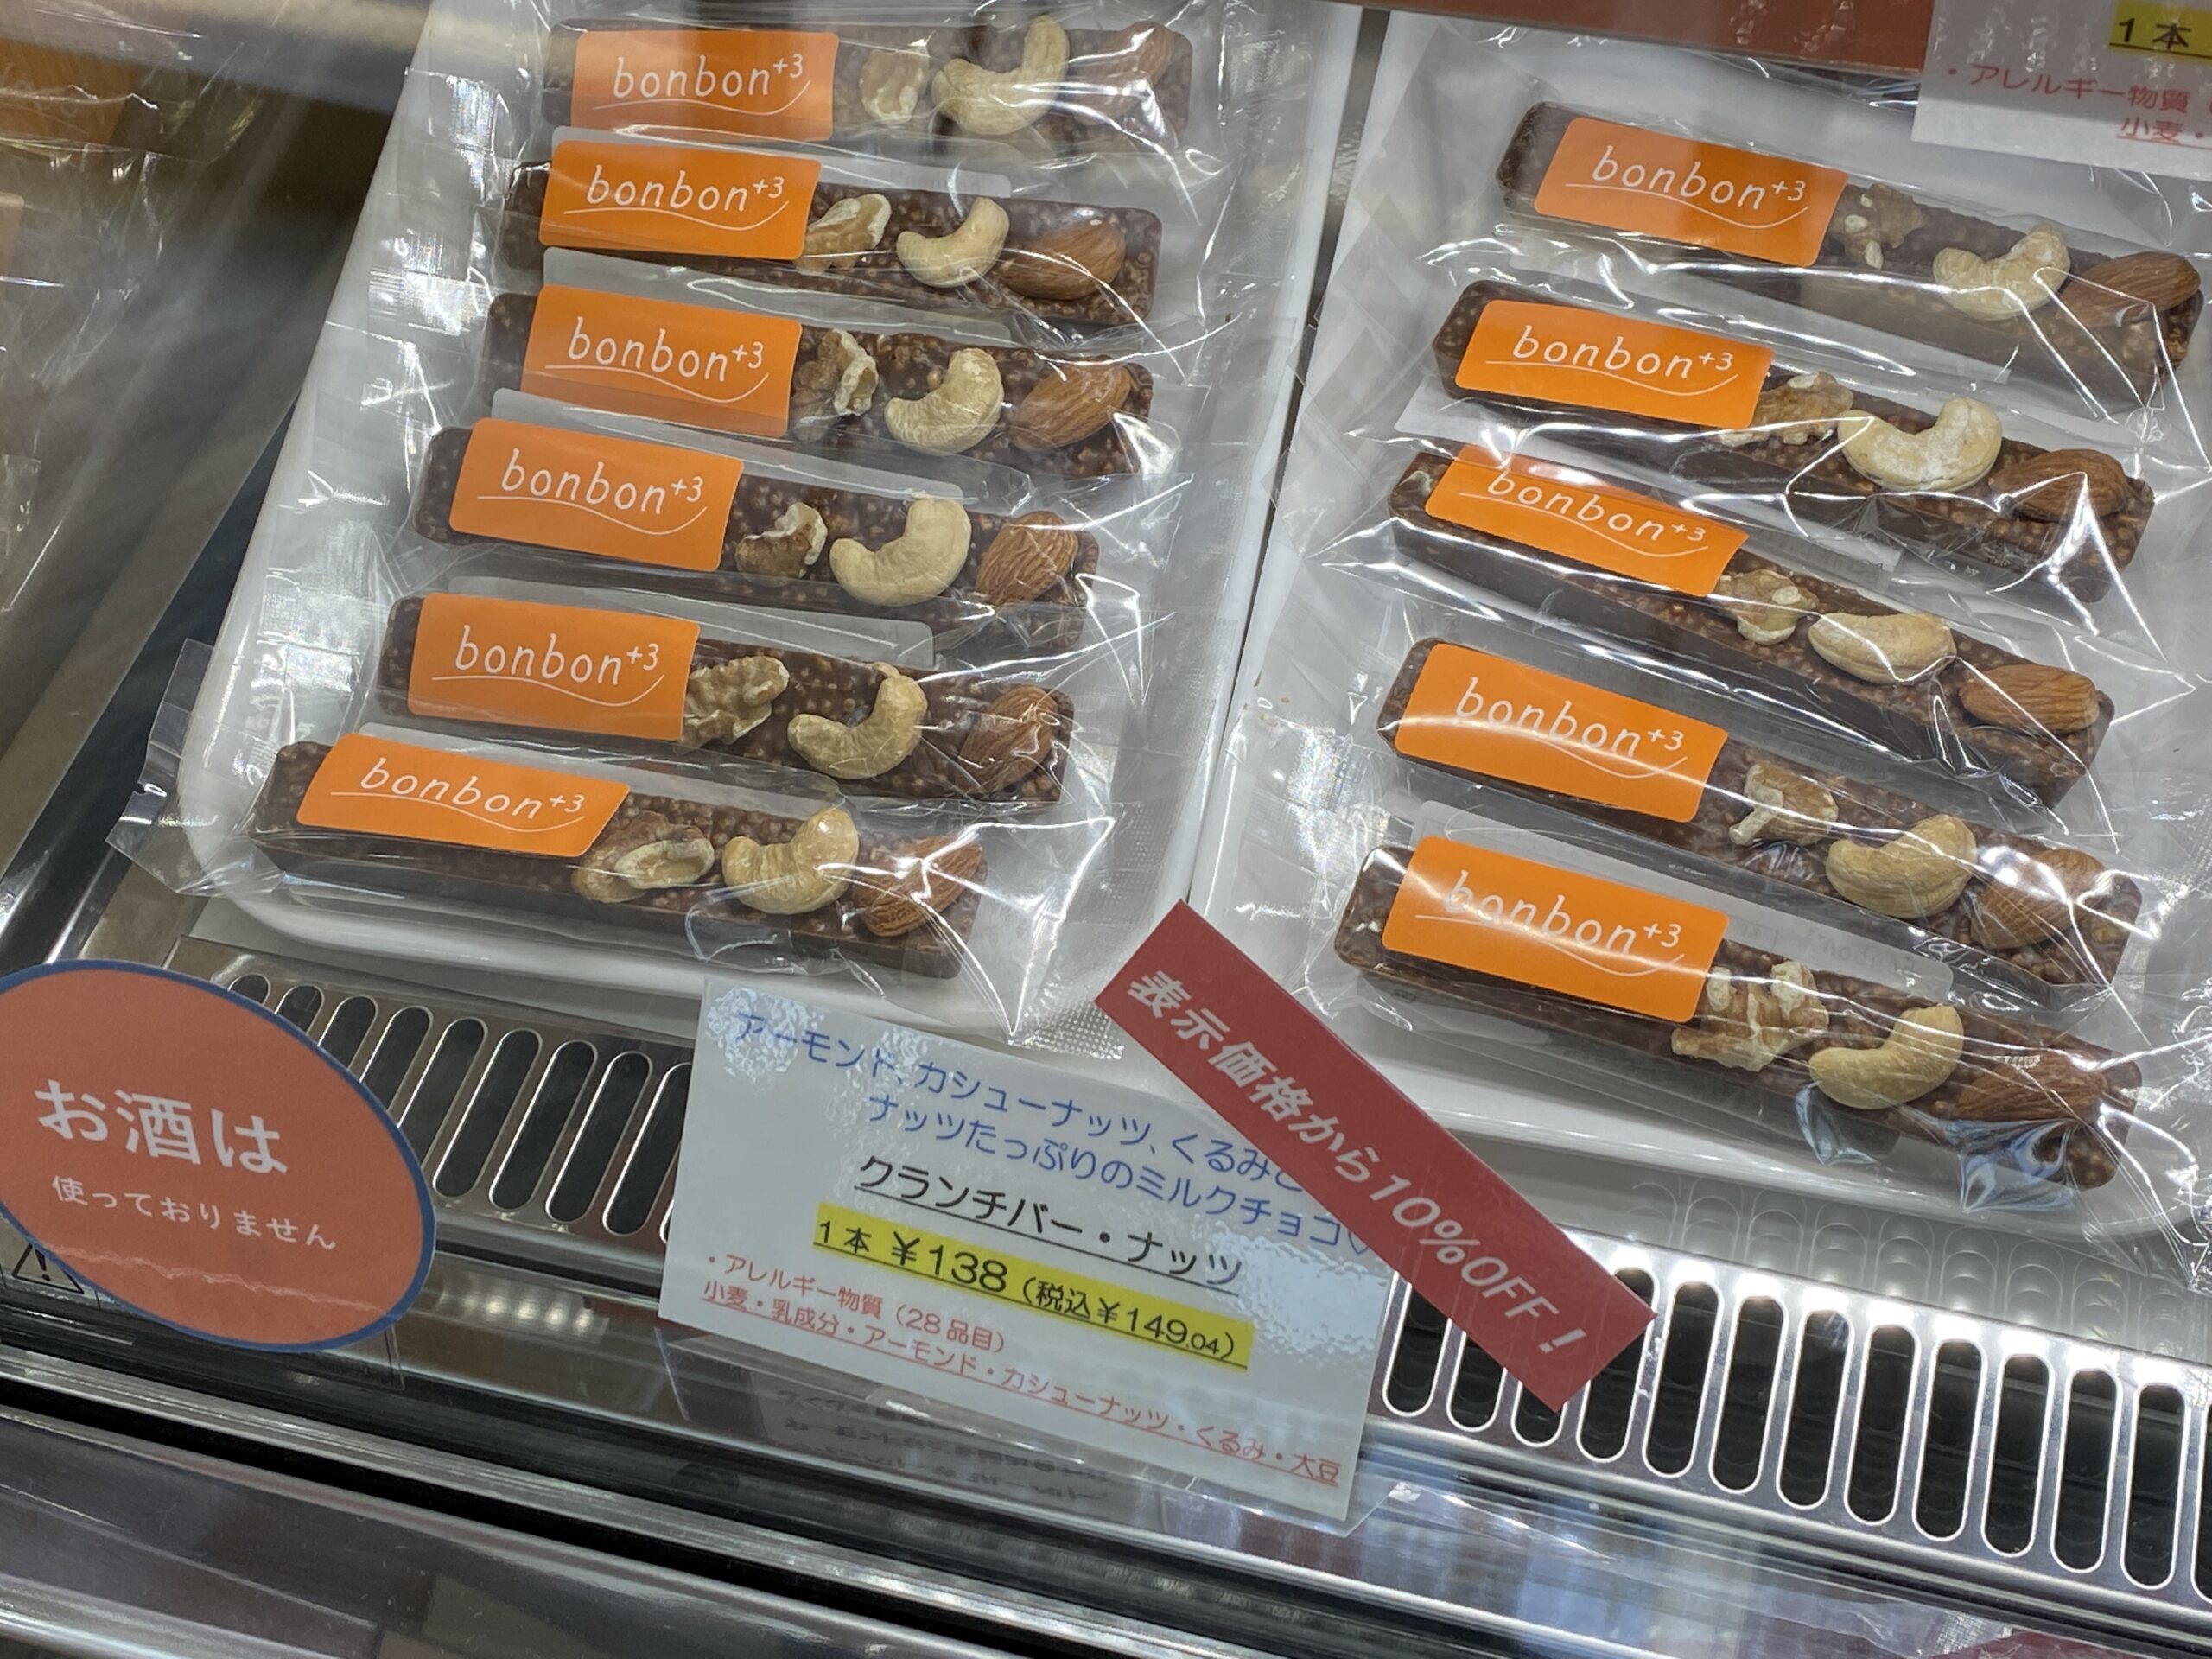 bonbon+3
bonbon+3
bonbon+3
bonbon+3
bonbon+3
bonbon+3
bonbon+3
bonbon+3
bonbon+3
bonbon+3
bonbon+3
1本
・アレルギー物質
小麦・
お酒は
使っておりません
アーモンド、カシューナッツ、くるみと
ナッツたっぷりのミルクチョコ♡
クランチバー・ナッツ
1本 ¥138（税込¥149.04）
・アレルギー物質（28品目）
小麦・乳成分・アーモンド・カシューナッツ・くるみ・大豆
表示価格から10%OFF！